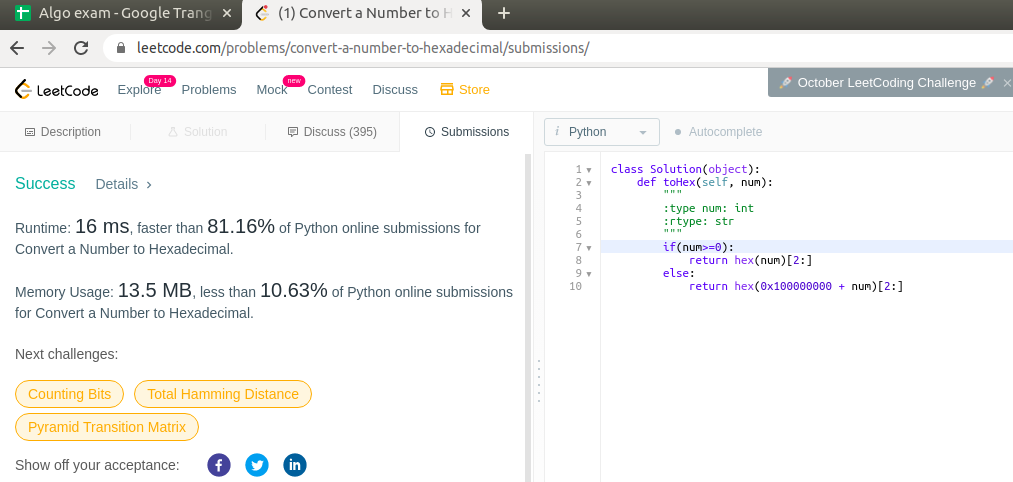 Algo exam - Google Trang ×
(1) Convert a Number to H ×
+
leetcode.com/problems/convert-a-number-to-hexadecimal/submissions/
LeetCode
Explore Day 14
Problems
Mock new
Contest
Discuss
Store
October LeetCoding Challenge ×
Description
Solution
Discuss (395)
Submissions
i Python
Autocomplete
Success Details >
Runtime: 16 ms, faster than 81.16% of Python online submissions for
Convert a Number to Hexadecimal.
Memory Usage: 13.5 MB, less than 10.63% of Python online submissions
for Convert a Number to Hexadecimal.
Next challenges:
Counting Bits Total Hamming Distance
Pyramid Transition Matrix
Show off your acceptance: f in
1 class Solution(object):
2 def toHex(self, num):
3 """
4 :type num: int
5 :rtype: str
6 """
7 if(num>=0):
8 return hex(num)[2:]
9 else:
10 return hex(0x100000000 + num)[2:]